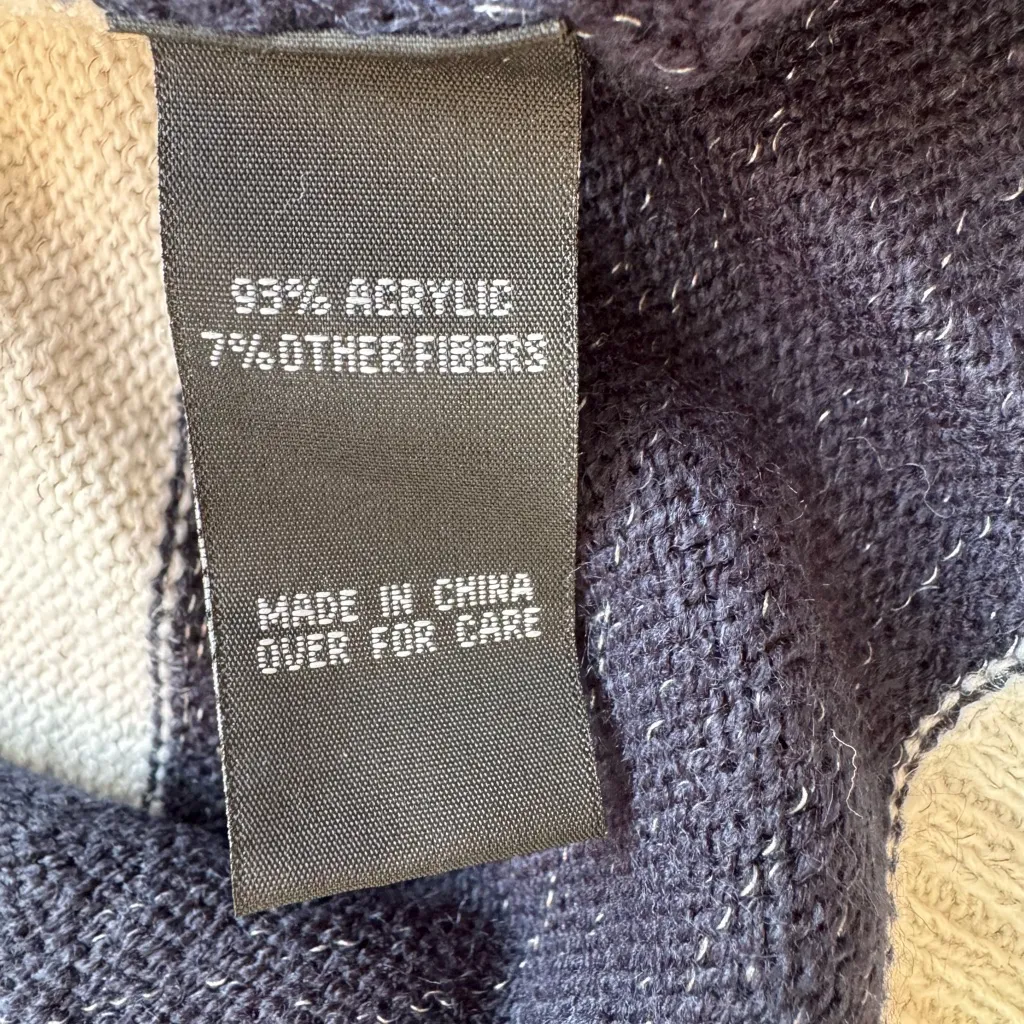 93% ACRYLIC
7% OTHER FIBERS
MADE IN CHINA
OVER FOR CARE